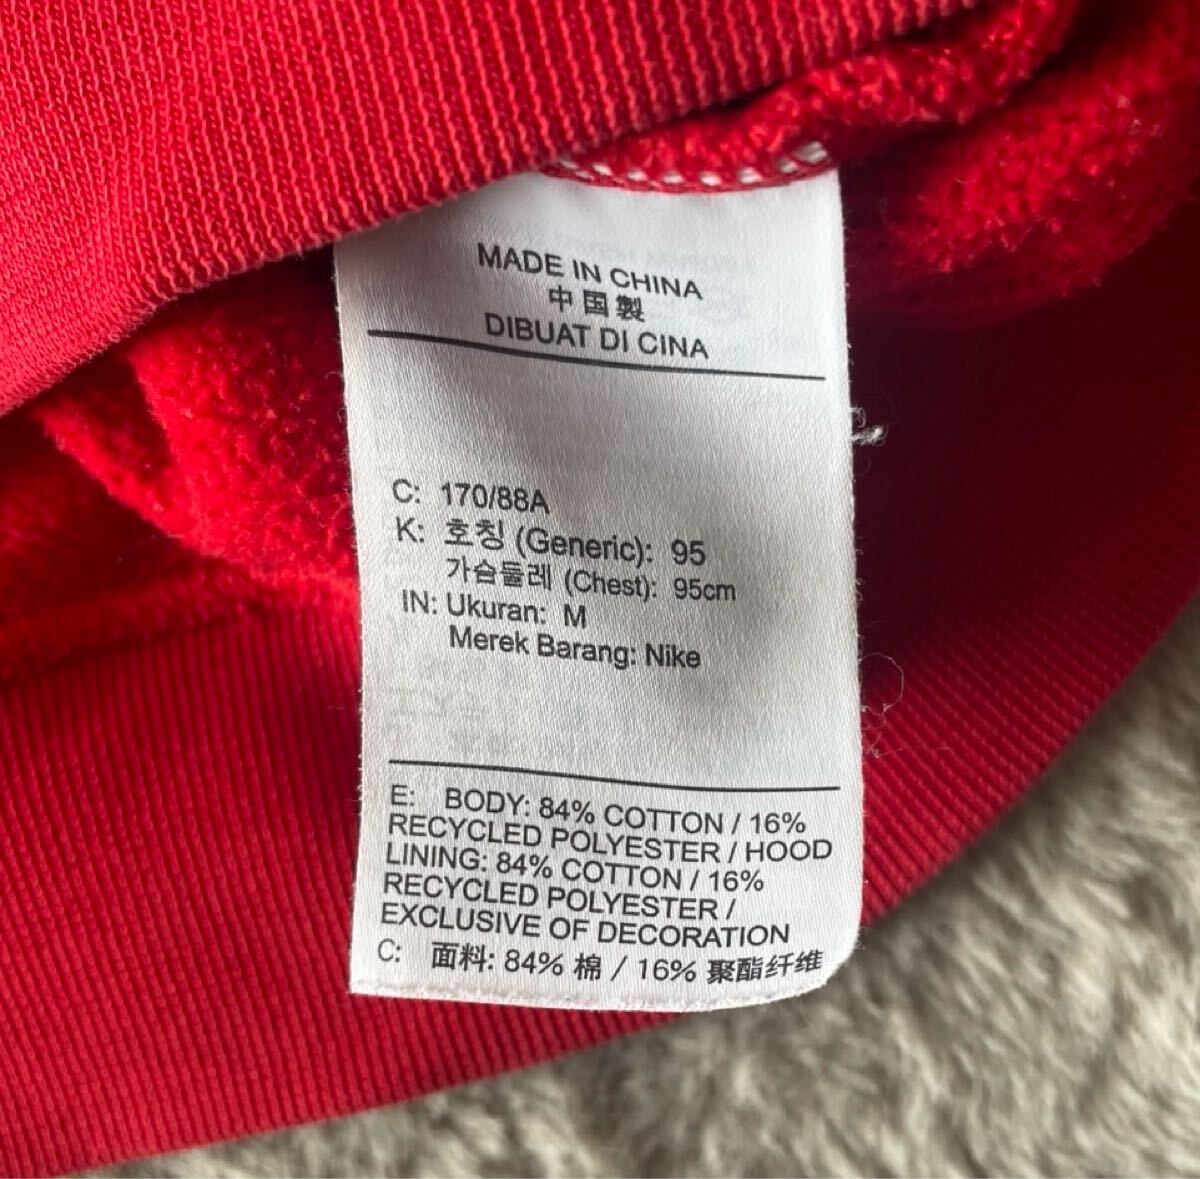 MADE IN CHINA
中国製
DIBUAT DI CINA
C: 170/88A
K: 호칭 (Generic): 95
가슴둘레 (Chest): 95cm
IN: Ukuran: M
Merek Barang: Nike
E: BODY: 84% COTTON / 16%
RECYCLED POLYESTER / HOOD
LINING: 84% COTTON / 16%
RECYCLED POLYESTER /
EXCLUSIVE OF DECORATION
C: 面料: 84% 棉 / 16% 聚酯纤维